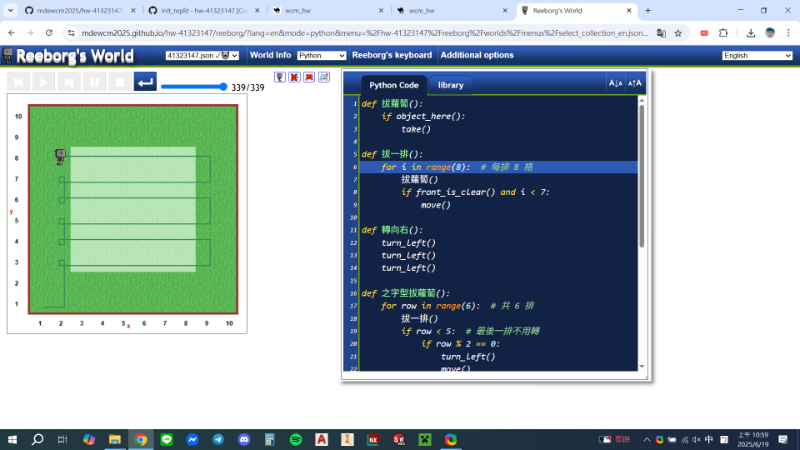 mdewcm2025/hw-41323147
init_replit - hw-41323147 [Co
wcm_hw
wcm_hw
Reeborg's World
mdewcm2025.github.io/hw-41323147/reeborg/?lang=en&mode=python&menu=%2Fhw-41323147%2Freeborg%2Fworlds%2Fmenus%2Fselect_collection_en.json...
Reeborg's World
41323147.json
World Info
Python
Reeborg's keyboard
Additional options
English
339/339
Python Code
library
10
9
8
7
6
5
4
3
2
1
y
1 2 3 4 5 6 7 8 9 10
x
1 def 拔蘿蔔():
2 if object_here():
3 take()
4
5 def 拔一排():
6 for i in range(8): # 每排 8 格
7 拔蘿蔔()
8 if front_is_clear() and i < 7:
9 move()
10
11 def 轉向右():
12 turn_left()
13 turn_left()
14 turn_left()
15
16 def 之字型拔蘿蔔():
17 for row in range(6): # 共 6 排
18 拔一排()
19 if row < 5: # 最後一排不用轉
20 if row % 2 == 0:
21 turn_left()
22 move()
即時
中
上午 10:59
2025/6/19